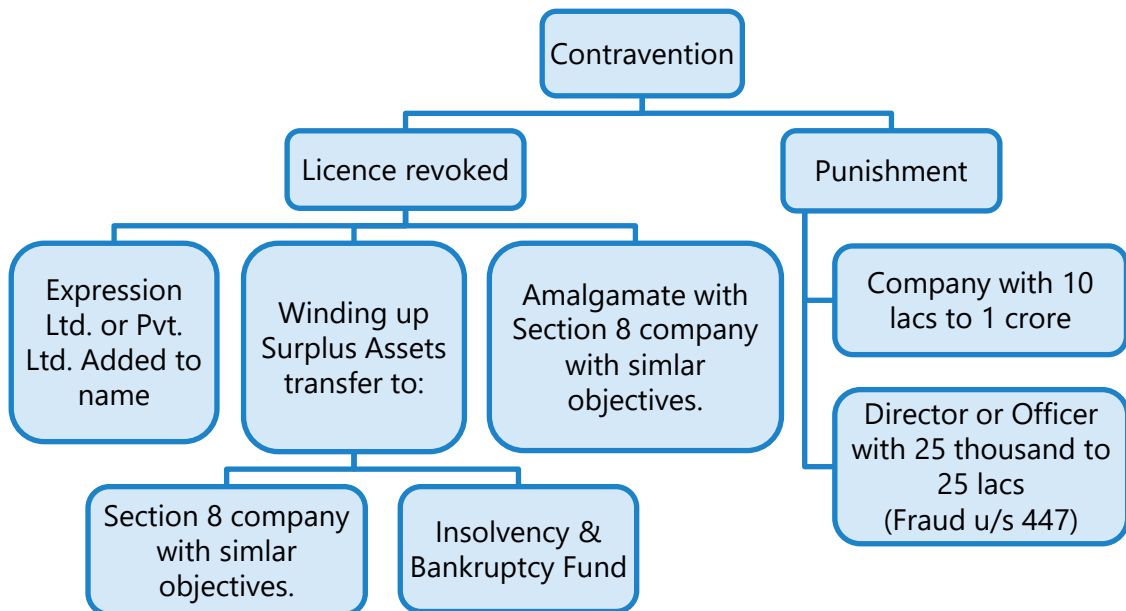 Contravention
Licence revoked
Punishment
Expression
Ltd. or Pvt.
Ltd. Added to
name
Winding up
Surplus Assets
transfer to:
Amalgamate with
Section 8 company
with simlar
objectives.
Company with 10
lacs to 1 crore
Director or Officer
with 25 thousand to
25 lacs
(Fraud u/s 447)
Section 8 company
with simlar
objectives.
Insolvency &
Bankruptcy Fund